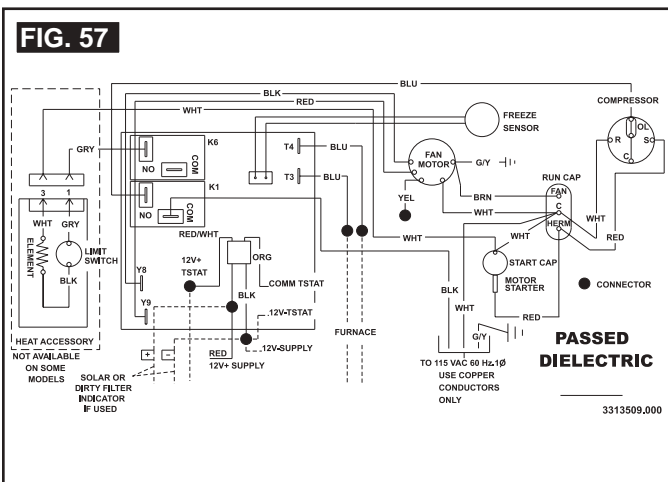 FIG. 57
BLU
BLK
RED
WHT
COMPRESSOR
OL
R
S
C
GRY
K6
NO
COM
K1
NO
COM
T4
BLU
T3
BLU
FREEZE
SENSOR
FAN
MOTOR
G/Y
YEL
BRN
WHT
RUN CAP
FAN
C
HERM
WHT
RED
3
1
WHT
GRY
ELEMENT
LIMIT
SWITCH
BLK
HEAT ACCESSORY
NOT AVAILABLE
ON SOME
MODELS
RED/WHT
12V+
TSTAT
ORG
COMM TSTAT
BLK
Y8
Y9
12V-TSTAT
12V-SUPPLY
+
−
RED
12V+ SUPPLY
SOLAR OR
DIRTY FILTER
INDICATOR
IF USED
FURNACE
WHT
WHT
START CAP
MOTOR
STARTER
CONNECTOR
BLK
WHT
G/Y
RED
TO 115 VAC 60 Hz.1Ø
USE COPPER
CONDUCTORS
ONLY
PASSED
DIELECTRIC
3313509.000